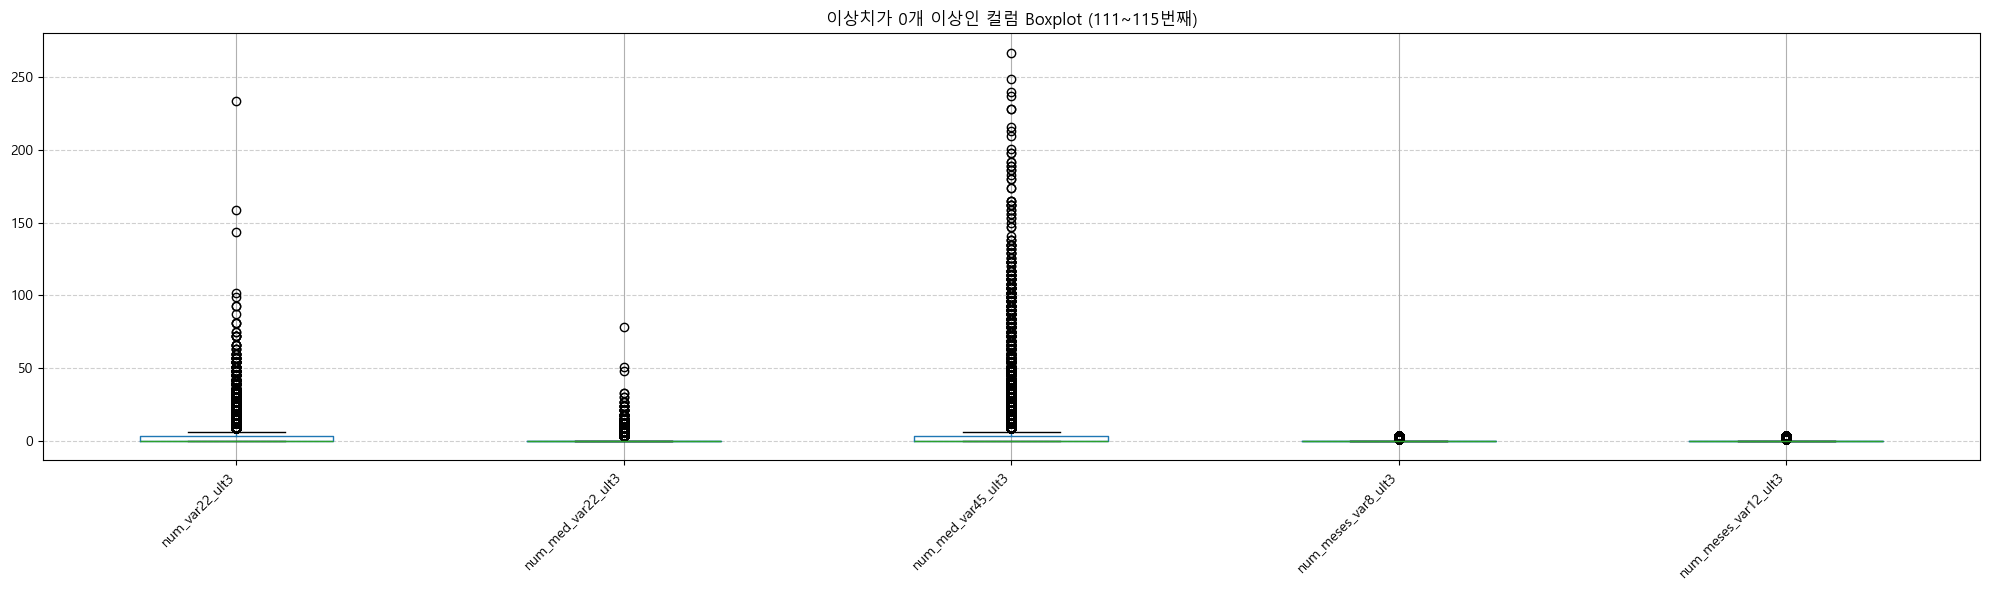 이상치가 0개 이상인 컬럼 Boxplot (111~115번째)
250
200
150
100
50
0
num_var22_ult3
num_med_var22_ult3
num_med_var45_ult3
num_meses_var8_ult3
num_meses_var12_ult3